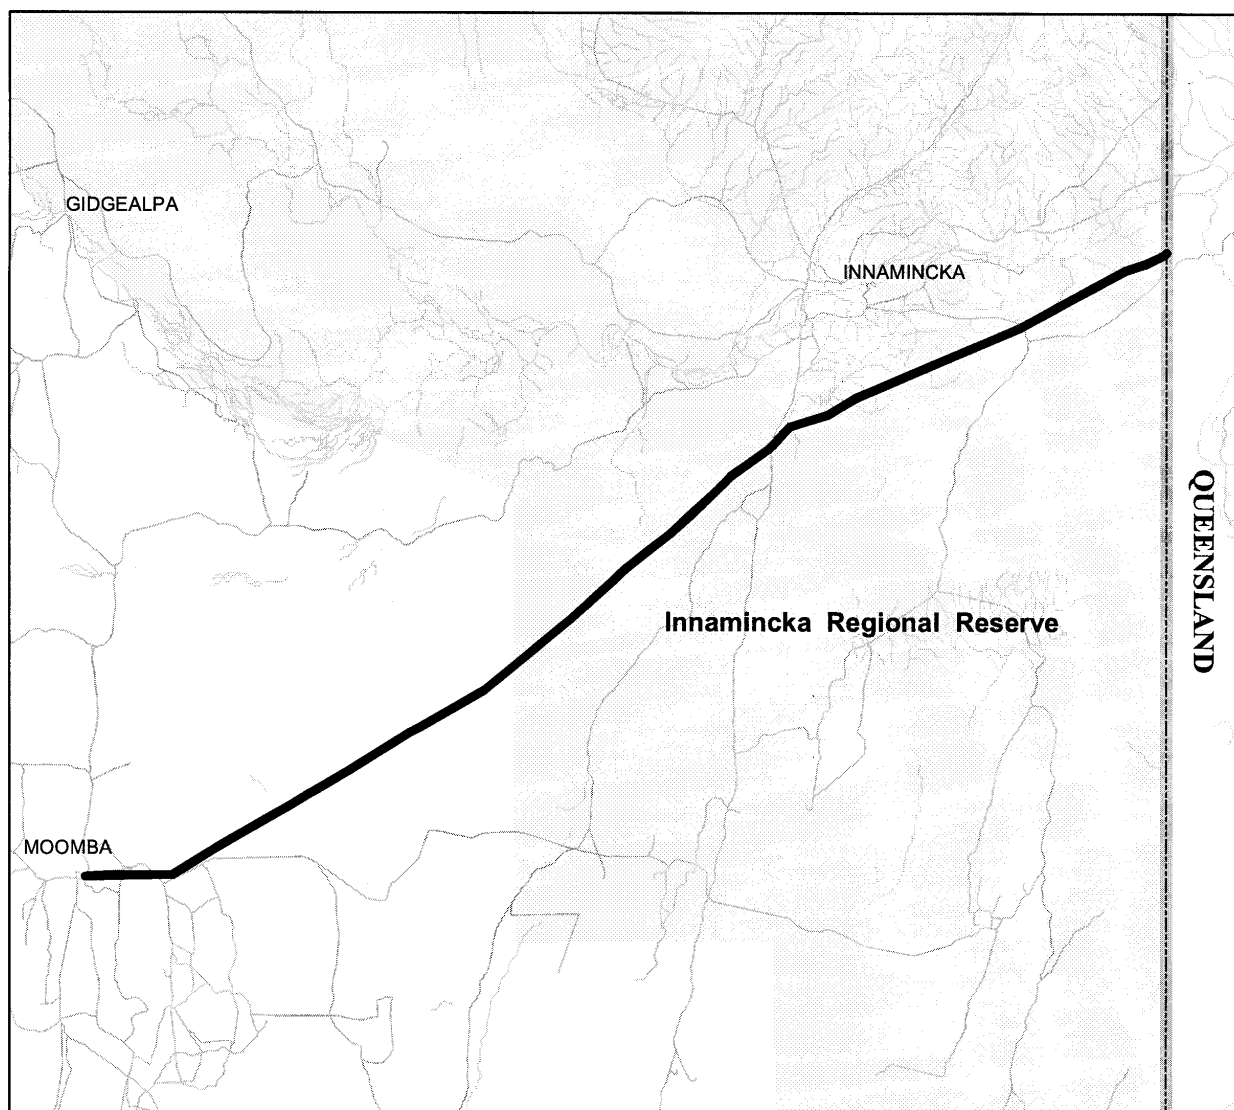 GIDGEALPA
INNAMINCKA
QUEENSLAND
Innamincka Regional Reserve
MOOMBA